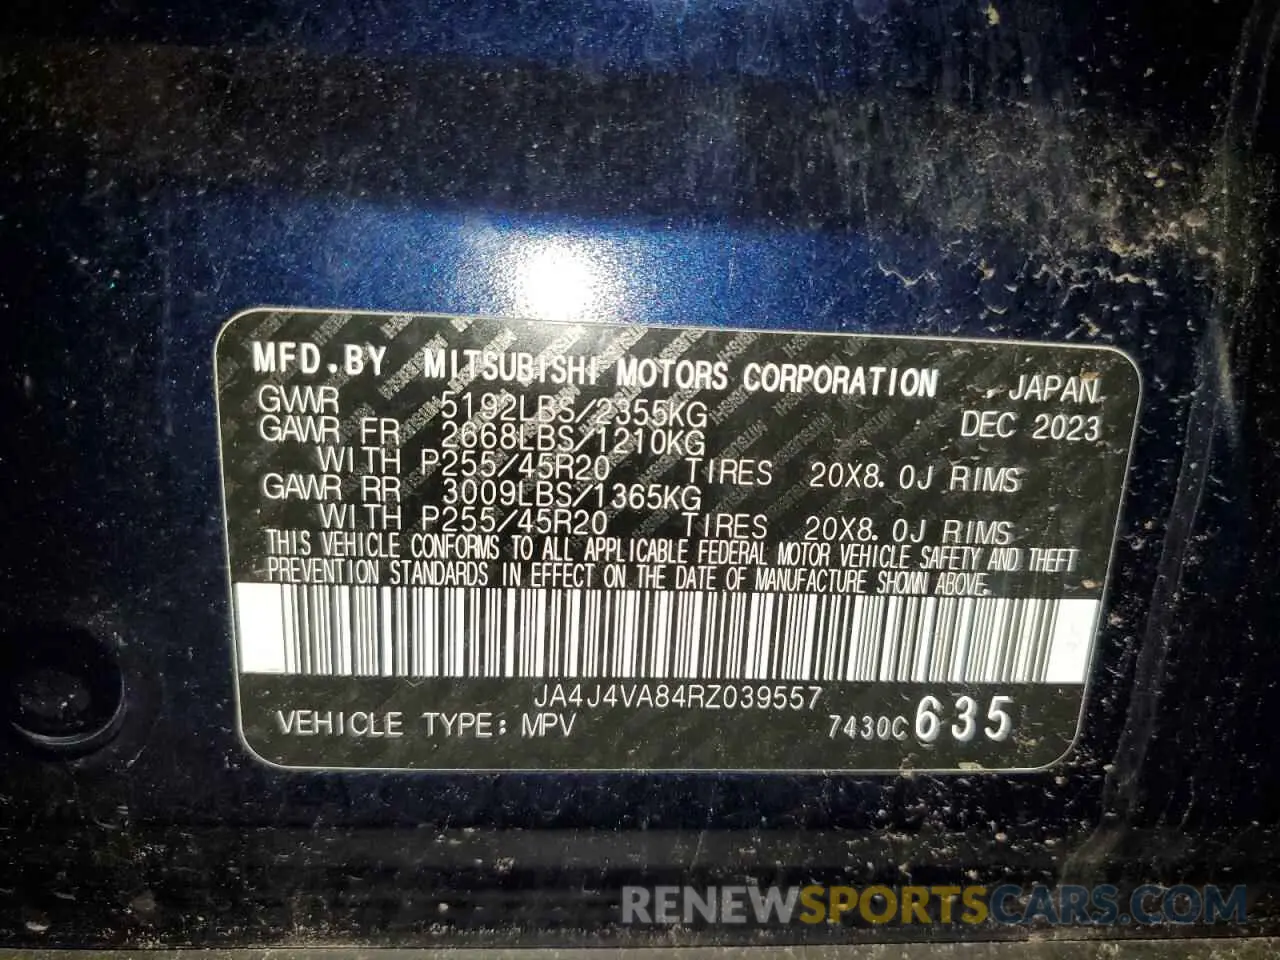 MFD.BY MITSUBISHI MOTORS CORPORATION , JAPAN
GVWR 5192LBS/2355KG DEC 2023
GAWR FR 2668LBS/1210KG
WITH P255/45R20 TIRES 20X8.0J RIMS
GAWR RR 3009LBS/1365KG
WITH P255/45R20 TIRES 20X8.0J RIMS
THIS VEHICLE CONFORMS TO ALL APPLICABLE FEDERAL MOTOR VEHICLE SAFETY AND THEFT
PREVENTION STANDARDS IN EFFECT ON THE DATE OF MANUFACTURE SHOWN ABOVE.
JA4J4VA84RZ039557
VEHICLE TYPE: MPV 7430C 635
RENEWSPORTSCARS.COM